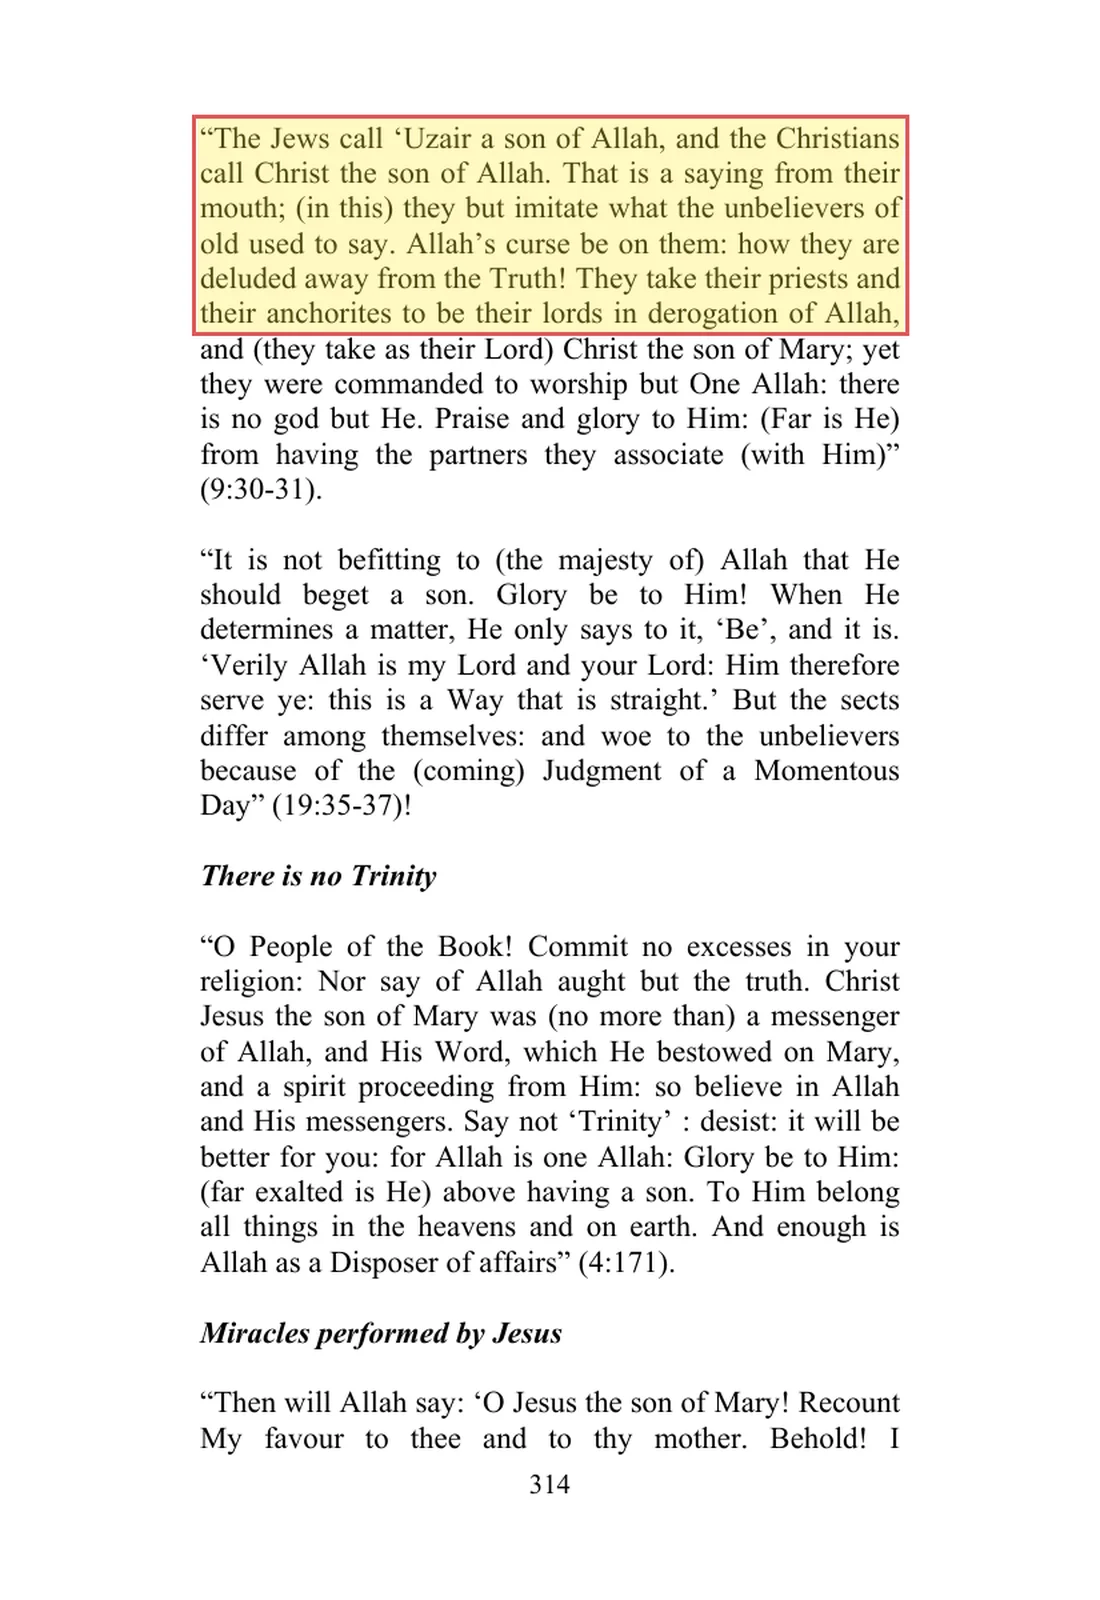 “The Jews call ‘Uzair a son of Allah, and the Christians
call Christ the son of Allah. That is a saying from their
mouth; (in this) they but imitate what the unbelievers of
old used to say. Allah’s curse be on them: how they are
deluded away from the Truth! They take their priests and
their anchorites to be their lords in derogation of Allah,
and (they take as their Lord) Christ the son of Mary; yet
they were commanded to worship but One Allah: there
is no god but He. Praise and glory to Him: (Far is He)
from having the partners they associate (with Him)”
(9:30-31).
“It is not befitting to (the majesty of) Allah that He
should beget a son. Glory be to Him! When He
determines a matter, He only says to it, ‘Be’, and it is.
‘Verily Allah is my Lord and your Lord: Him therefore
serve ye: this is a Way that is straight.’ But the sects
differ among themselves: and woe to the unbelievers
because of the (coming) Judgment of a Momentous
Day” (19:35-37)!
There is no Trinity
“O People of the Book! Commit no excesses in your
religion: Nor say of Allah aught but the truth. Christ
Jesus the son of Mary was (no more than) a messenger
of Allah, and His Word, which He bestowed on Mary,
and a spirit proceeding from Him: so believe in Allah
and His messengers. Say not ‘Trinity’ : desist: it will be
better for you: for Allah is one Allah: Glory be to Him:
(far exalted is He) above having a son. To Him belong
all things in the heavens and on earth. And enough is
Allah as a Disposer of affairs” (4:171).
Miracles performed by Jesus
“Then will Allah say: ‘O Jesus the son of Mary! Recount
My favour to thee and to thy mother. Behold! I
314